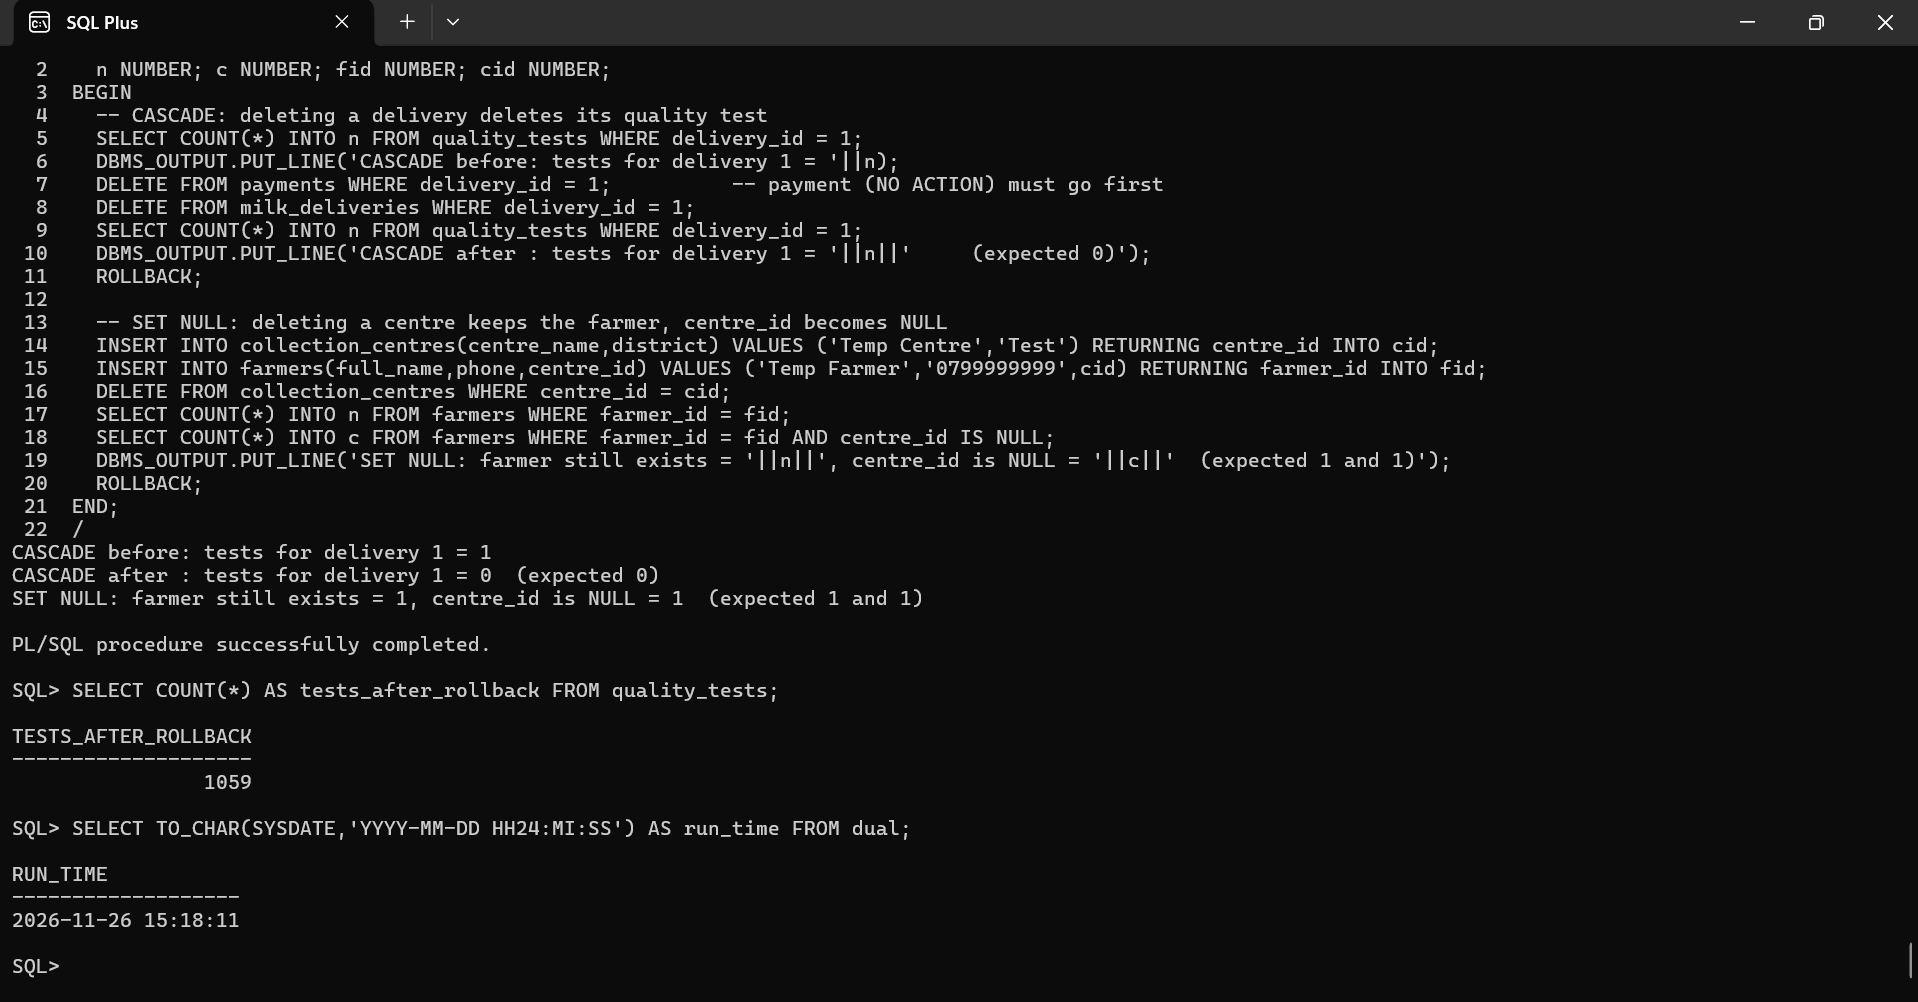 SQL Plus
  2    n NUMBER; c NUMBER; fid NUMBER; cid NUMBER;
  3  BEGIN
  4    -- CASCADE: deleting a delivery deletes its quality test
  5    SELECT COUNT(*) INTO n FROM quality_tests WHERE delivery_id = 1;
  6    DBMS_OUTPUT.PUT_LINE('CASCADE before: tests for delivery 1 = '||n);
  7    DELETE FROM payments WHERE delivery_id = 1;          -- payment (NO ACTION) must go first
  8    DELETE FROM milk_deliveries WHERE delivery_id = 1;
  9    SELECT COUNT(*) INTO n FROM quality_tests WHERE delivery_id = 1;
 10    DBMS_OUTPUT.PUT_LINE('CASCADE after : tests for delivery 1 = '||n||'     (expected 0)');
 11    ROLLBACK;
 12
 13    -- SET NULL: deleting a centre keeps the farmer, centre_id becomes NULL
 14    INSERT INTO collection_centres(centre_name,district) VALUES ('Temp Centre','Test') RETURNING centre_id INTO cid;
 15    INSERT INTO farmers(full_name,phone,centre_id) VALUES ('Temp Farmer','0799999999',cid) RETURNING farmer_id INTO fid;
 16    DELETE FROM collection_centres WHERE centre_id = cid;
 17    SELECT COUNT(*) INTO n FROM farmers WHERE farmer_id = fid;
 18    SELECT COUNT(*) INTO c FROM farmers WHERE farmer_id = fid AND centre_id IS NULL;
 19    DBMS_OUTPUT.PUT_LINE('SET NULL: farmer still exists = '||n||', centre_id is NULL = '||c||'  (expected 1 and 1)');
 20    ROLLBACK;
 21  END;
 22  /
CASCADE before: tests for delivery 1 = 1
CASCADE after : tests for delivery 1 = 0  (expected 0)
SET NULL: farmer still exists = 1, centre_id is NULL = 1  (expected 1 and 1)
PL/SQL procedure successfully completed.
SQL> SELECT COUNT(*) AS tests_after_rollback FROM quality_tests;
TESTS_AFTER_ROLLBACK
--------------------
                1059
SQL> SELECT TO_CHAR(SYSDATE,'YYYY-MM-DD HH24:MI:SS') AS run_time FROM dual;
RUN_TIME
-------------------
2026-11-26 15:18:11
SQL>